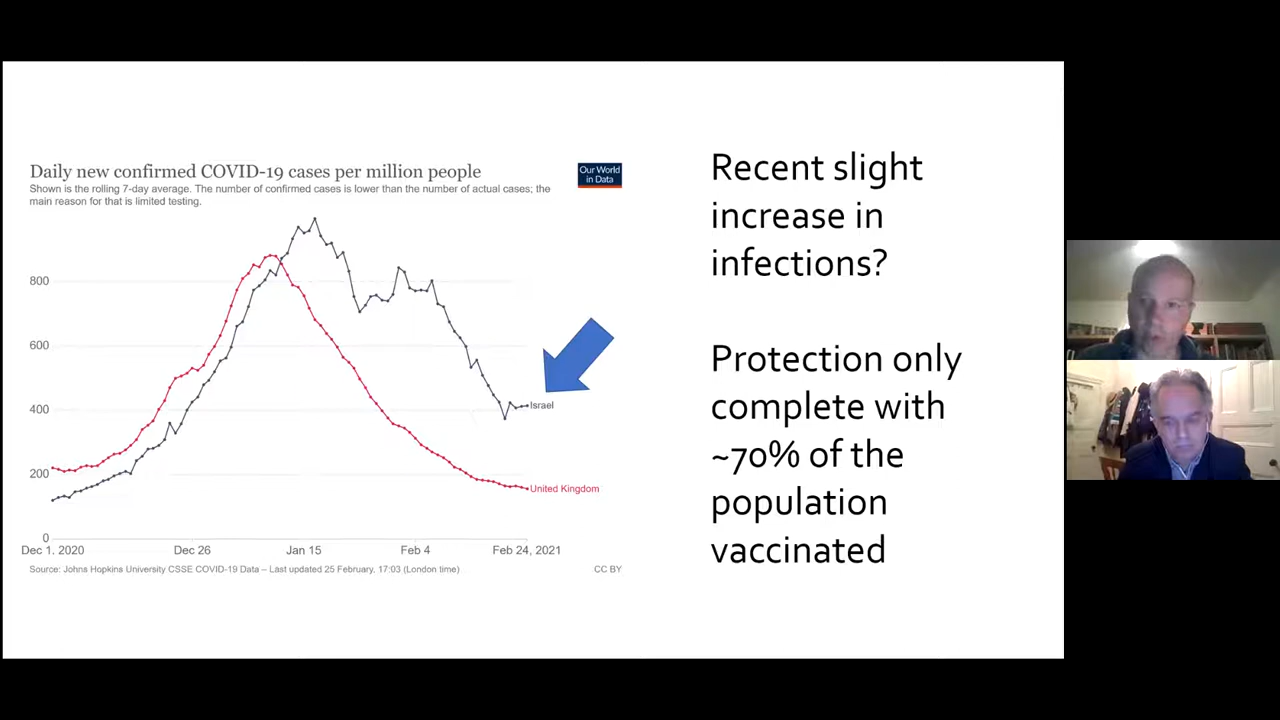 Daily new confirmed COVID-19 cases per million people
Our World
in Data
Shown is the rolling 7-day average. The number of confirmed cases is lower than the number of actual cases; the
main reason for that is limited testing.
800
600
400
200
0
Israel
United Kingdom
Dec 1, 2020
Dec 26
Jan 15
Feb 4
Feb 24, 2021
Source: Johns Hopkins University CSSE COVID-19 Data – Last updated 25 February, 17:03 (London time)
CC BY
Recent slight
increase in
infections?
Protection only
complete with
~70% of the
population
vaccinated